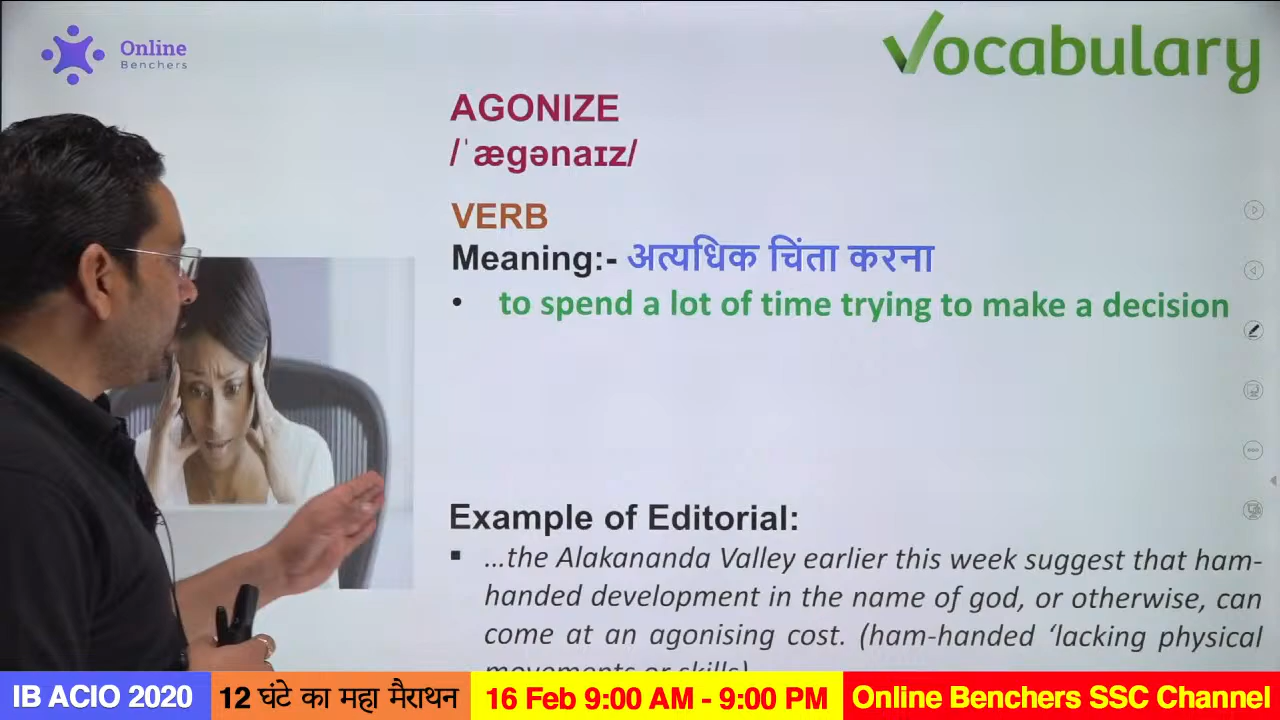 Online
Benchers
Vocabulary
AGONIZE
/ˈæɡənaɪz/
VERB
Meaning:- अत्यधिक चिंता करना
• to spend a lot of time trying to make a decision
Example of Editorial:
▪ ...the Alakananda Valley earlier this week suggest that ham-
handed development in the name of god, or otherwise, can
come at an agonising cost. (ham-handed ‘lacking physical
movements or skills)
IB ACIO 2020
12 घंटे का महा मैराथन
16 Feb 9:00 AM - 9:00 PM
Online Benchers SSC Channel